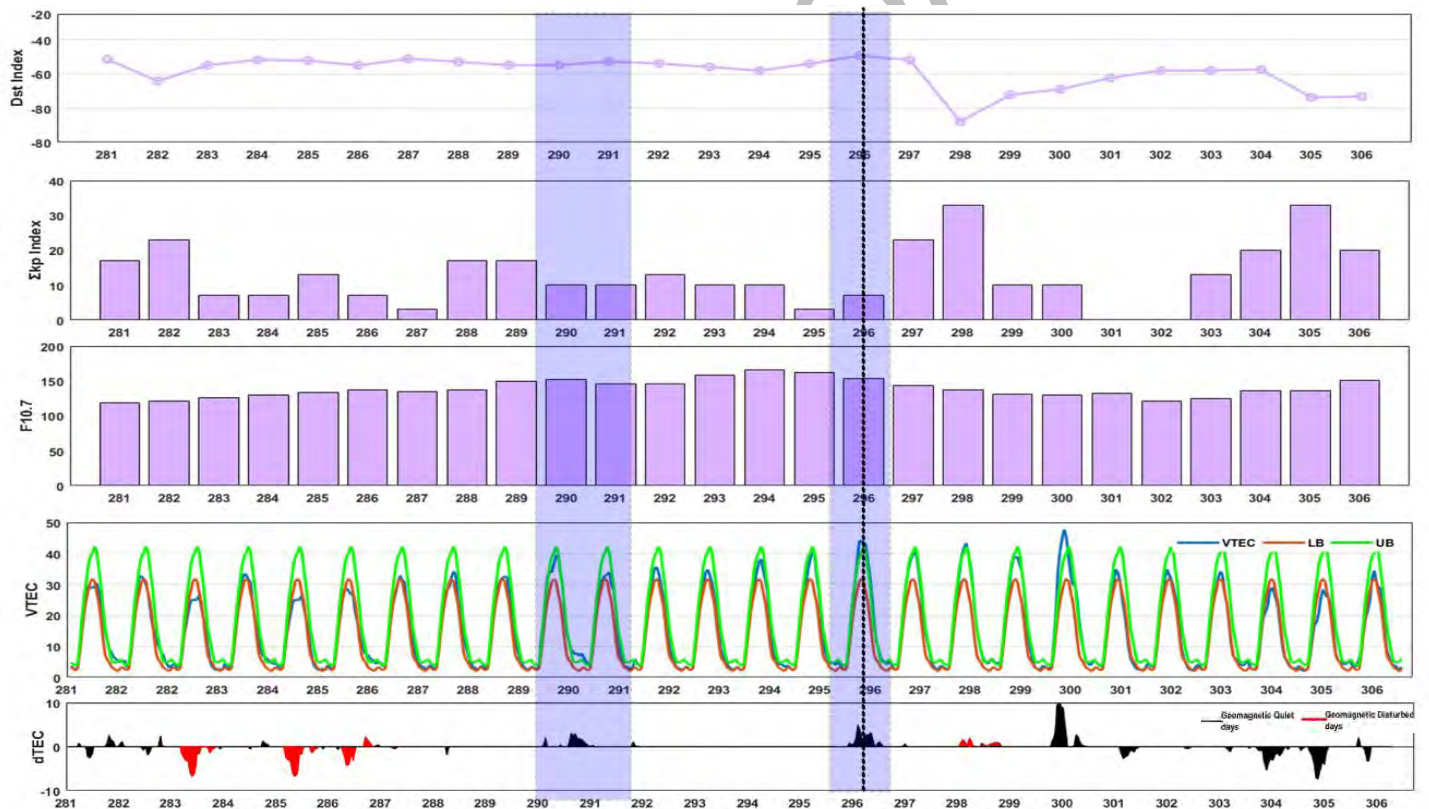 -20
-40
-60
-80
-80
Dst Index
281 282 283 284 285 286 287 288 289 290 291 292 293 294 295 296 297 298 299 300 301 302 303 304 305 306
40
30
20
10
0
Σkp Index
281 282 283 284 285 286 287 288 289 290 291 292 293 294 295 296 297 298 299 300 301 302 303 304 305 306
200
150
100
50
0
F10.7
281 282 283 284 285 286 287 288 289 290 291 292 293 294 295 296 297 298 299 300 301 302 303 304 305 306
50
40
30
20
10
0
VTEC
VTEC LB UB
281 282 282 283 284 285 286 287 288 289 290 291 292 293 294 295 296 297 298 299 300 301 302 303 304 305 306
10
0
-10
dTEC
Geomagnetic Quiet days
Geomagnetic Disturbed days
281 282 283 284 285 286 287 288 289 290 291 292 293 294 295 296 297 298 299 300 301 302 303 304 305 306